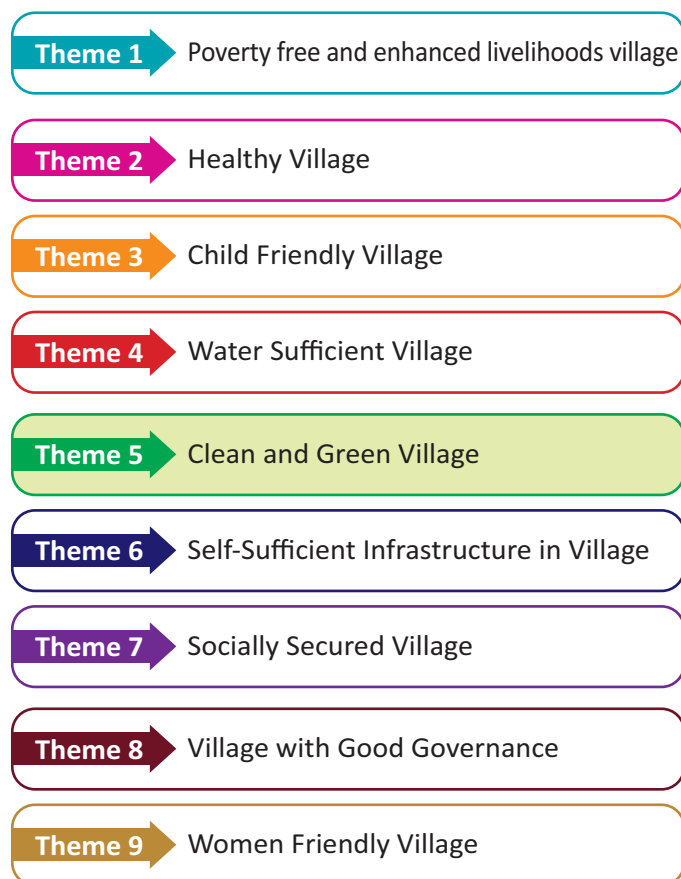 Theme 1 Poverty free and enhanced livelihoods village
Theme 2 Healthy Village
Theme 3 Child Friendly Village
Theme 4 Water Sufficient Village
Theme 5 Clean and Green Village
Theme 6 Self-Sufficient Infrastructure in Village
Theme 7 Socially Secured Village
Theme 8 Village with Good Governance
Theme 9 Women Friendly Village